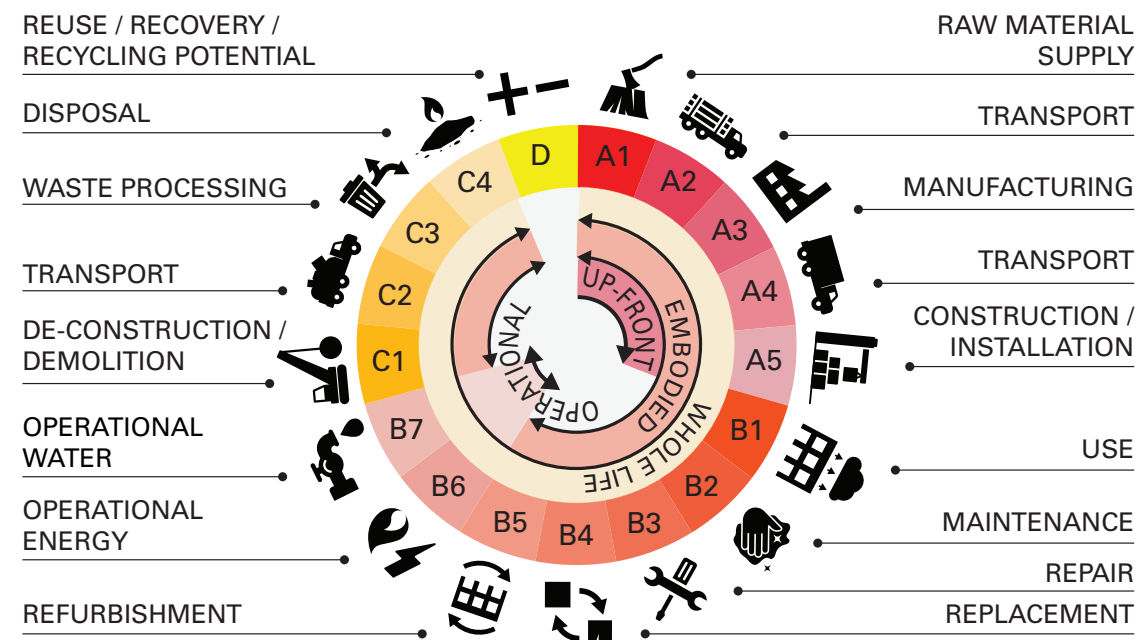 REUSE / RECOVERY /
RECYCLING POTENTIAL
DISPOSAL
WASTE PROCESSING
TRANSPORT
DE-CONSTRUCTION /
DEMOLITION
OPERATIONAL
WATER
OPERATIONAL
ENERGY
REFURBISHMENT
RAW MATERIAL
SUPPLY
TRANSPORT
MANUFACTURING
TRANSPORT
CONSTRUCTION /
INSTALLATION
USE
MAINTENANCE
REPAIR
REPLACEMENT
A1
A2
A3
A4
A5
B1
B2
B3
B4
B5
B6
B7
C1
C2
C3
C4
D
UP-FRONT
EMBODIED
OPERATIONAL
WHOLE LIFE